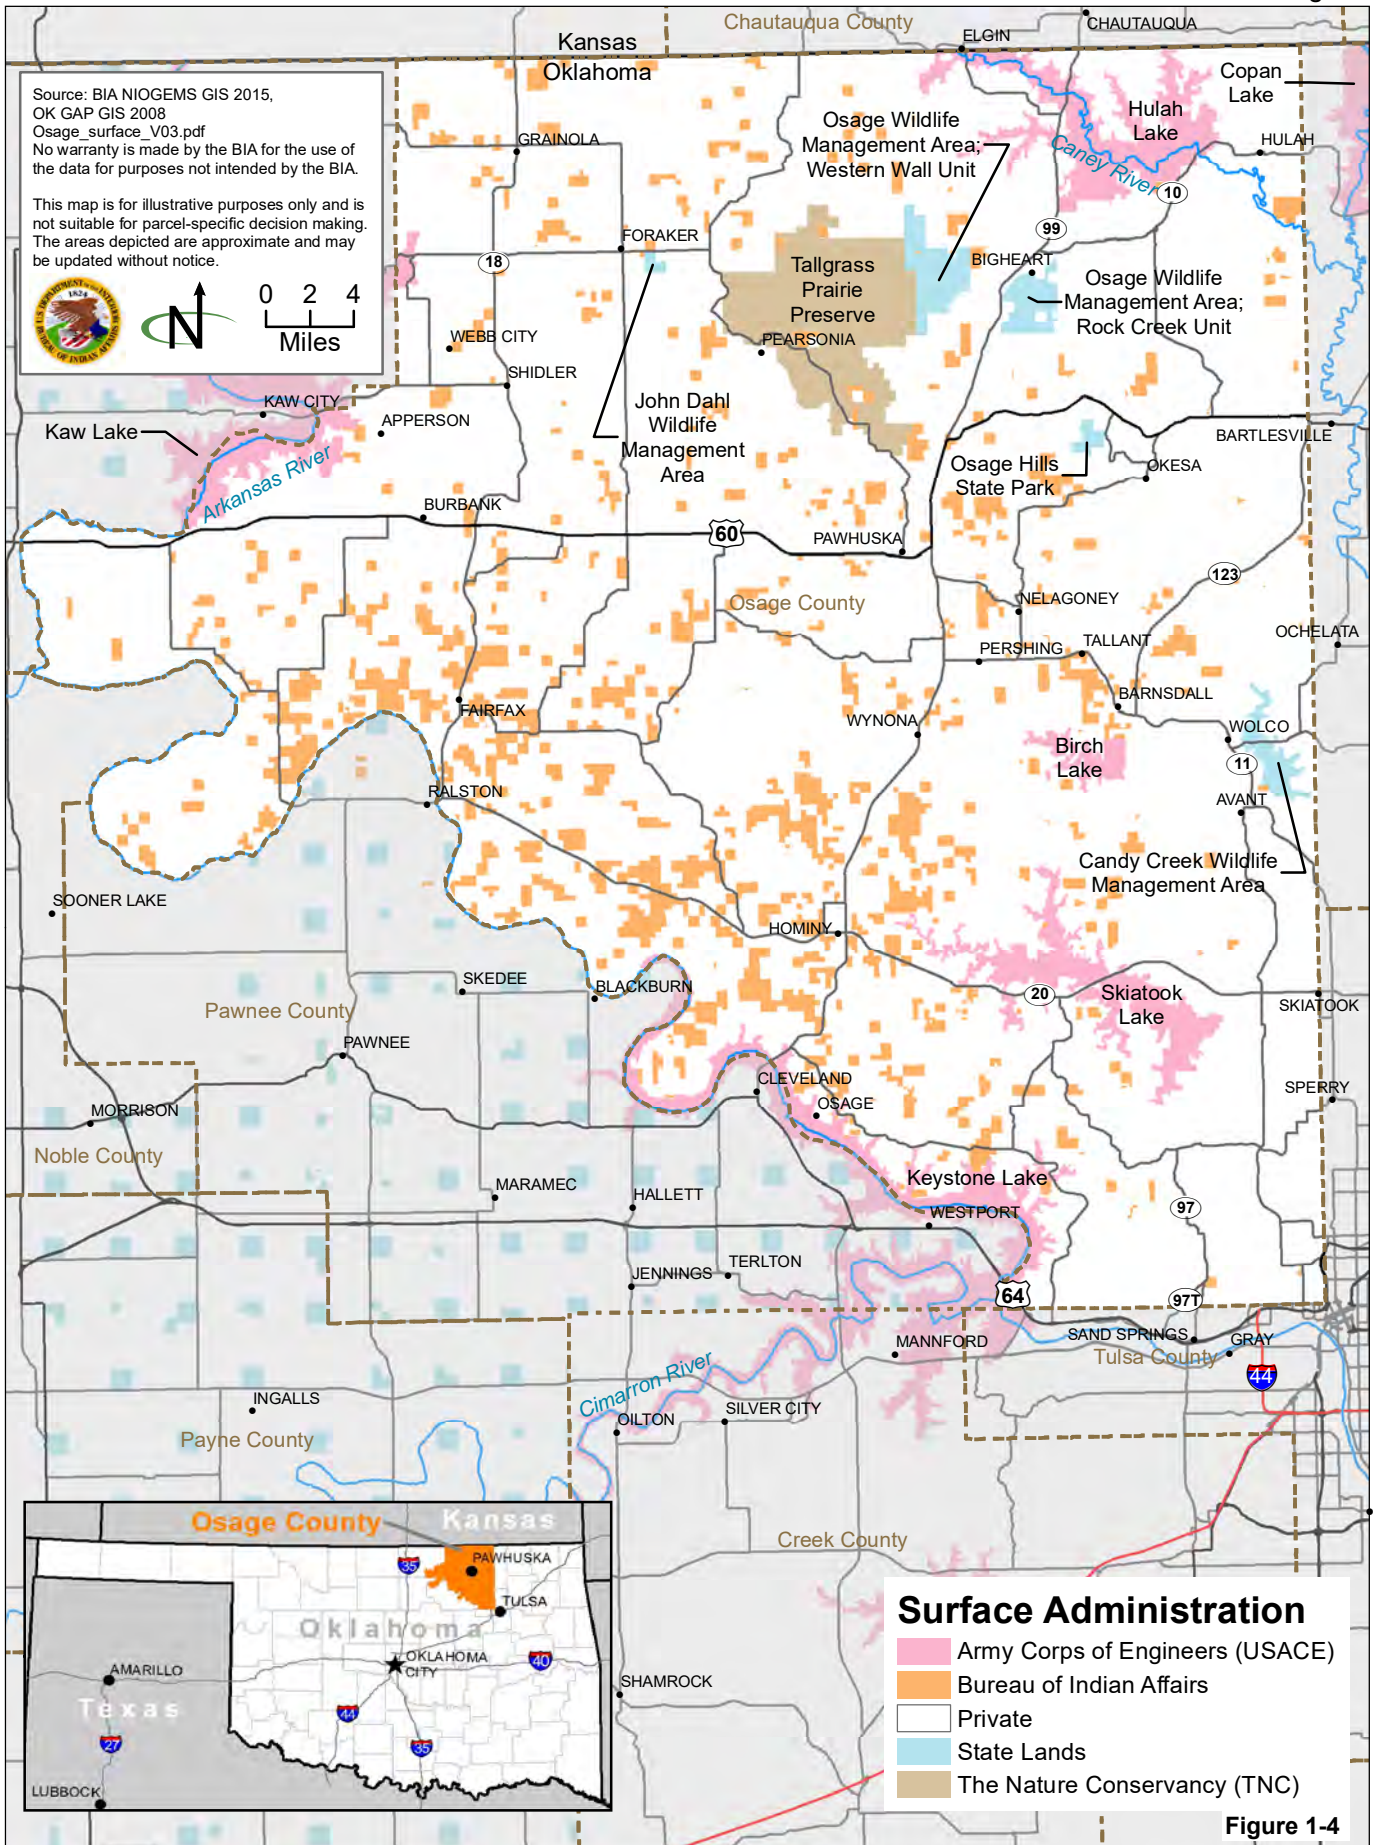 Chautauqua County
CHAUTAUQUA
ELGIN
Kansas
Oklahoma
Copan
Lake
Source: BIA NIOGEMS GIS 2015,
OK GAP GIS 2008
Osage_surface_V03.pdf
No warranty is made by the BIA for the use of
the data for purposes not intended by the BIA.
This map is for illustrative purposes only and is
not suitable for parcel-specific decision making.
The areas depicted are approximate and may
be updated without notice.
U.S. DEPARTMENT OF THE INTERIOR
1824
BUREAU OF INDIAN AFFAIRS
N
0 2 4
Miles
Hulah
Lake
HULAH
Osage Wildlife
Management Area;
Western Wall Unit
GRAINOLA
Caney River
10
99
FORAKER
18
BIGHEART
Tallgrass
Prairie
Preserve
Osage Wildlife
Management Area;
Rock Creek Unit
WEBB CITY
PEARSONIA
SHIDLER
KAW CITY
John Dahl
Wildlife
Management
Area
APPERSON
Kaw Lake
BARTLESVILLE
Osage Hills
State Park
OKESA
Arkansas River
BURBANK
60
PAWHUSKA
123
Osage County
NELAGONEY
OCHELATA
PERSHING
TALLANT
BARNSDALL
FAIRFAX
WYNONA
WOLCO
Birch
Lake
11
RALSTON
AVANT
Candy Creek Wildlife
Management Area
SOONER LAKE
HOMINY
SKEDEE
BLACKBURN
20
Skiatook
Lake
SKIATOOK
Pawnee County
PAWNEE
CLEVELAND
SPERRY
OSAGE
MORRISON
Noble County
Keystone Lake
MARAMEC
HALLETT
WESTPORT
97
TERLTON
JENNINGS
64
97T
MANNFORD
SAND SPRINGS
GRAY
Tulsa County
44
Cimarron River
INGALLS
OILTON
SILVER CITY
Payne County
Creek County
Osage County
Kansas
35
PAWHUSKA
TULSA
Oklahoma
OKLAHOMA
CITY
40
AMARILLO
Texas
44
27
35
LUBBOCK
SHAMROCK
Surface Administration
Army Corps of Engineers (USACE)
Bureau of Indian Affairs
Private
State Lands
The Nature Conservancy (TNC)
Figure 1-4